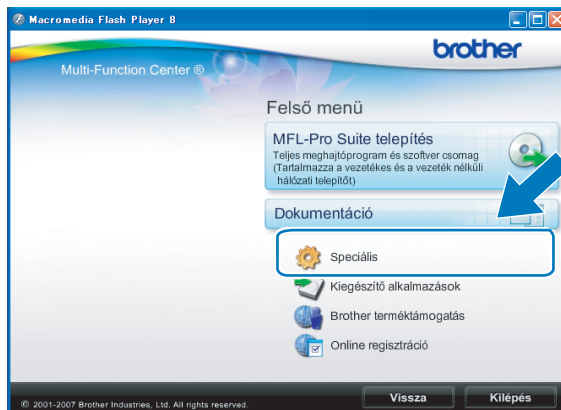 Macromedia Flash Player 8
brother
Multi-Function Center ®
Felső menü
MFL-Pro Suite telepítés
Teljes meghajtóprogram és szoftver csomag
(Tartalmazza a vezetékes és a vezeték nélküli
hálózati telepítőt)
Dokumentáció
Speciális
Kiegészítő alkalmazások
Brother terméktámogatás
Online regisztráció
© 2001-2007 Brother Industries, Ltd. All rights reserved.
Vissza
Kilépés